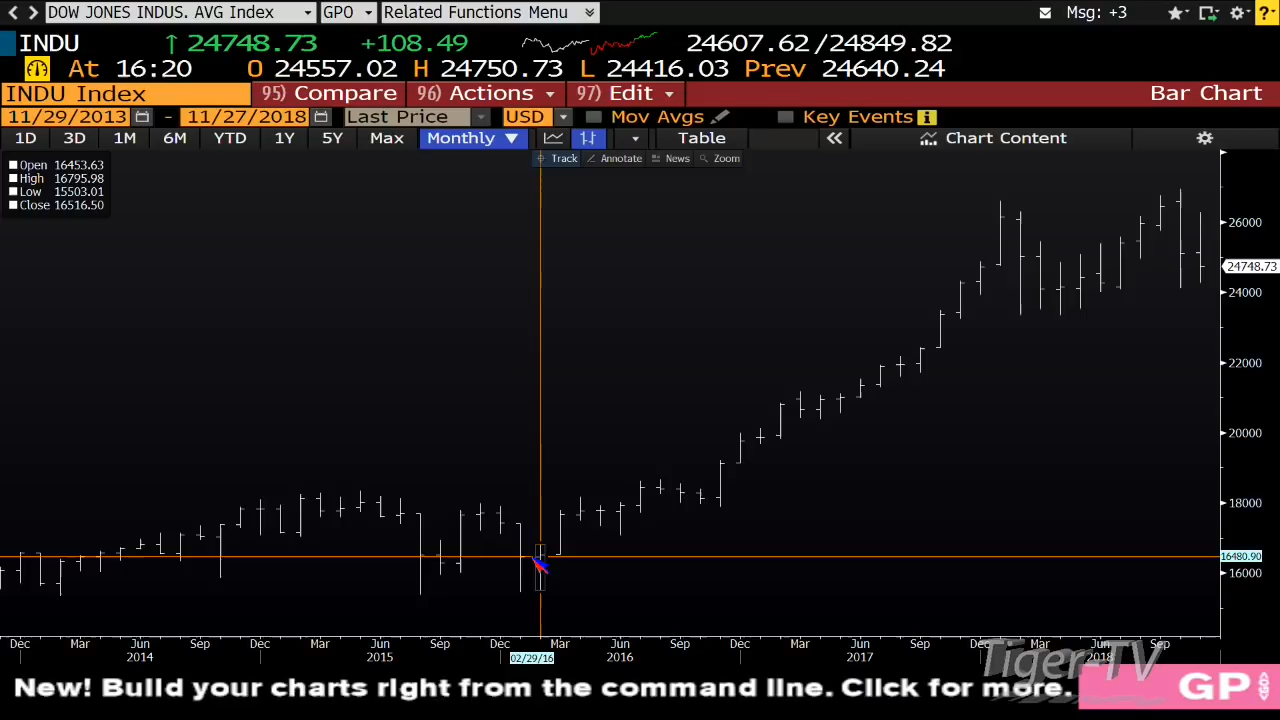 DOW JONES INDUS. AVG Index GPO Related Functions Menu Msg: +3
INDU ↑ 24748.73 +108.49 24607.62/24849.82
At 16:20 O 24557.02 H 24750.73 L 24416.03 Prev 24640.24
INDU Index 95) Compare 96) Actions 97) Edit Bar Chart
11/29/2013 - 11/27/2018 Last Price USD Mov Avgs Key Events
1D 3D 1M 6M YTD 1Y 5Y Max Monthly ▼ Table « Chart Content
Track Annotate News Zoom
Open 16453.63
High 16795.98
Low 15503.01
Close 16516.50
26000
24748.73
24000
22000
20000
18000
16480.90
16000
Dec Mar Jun Sep Dec Mar Jun Sep Dec Mar Jun Sep Dec Mar Jun Sep Dec Mar Jun Sep
2014 2015 02/29/16 2016 2017 2018
Tiger-TV
New! Build your charts right from the command line. Click for more. GP